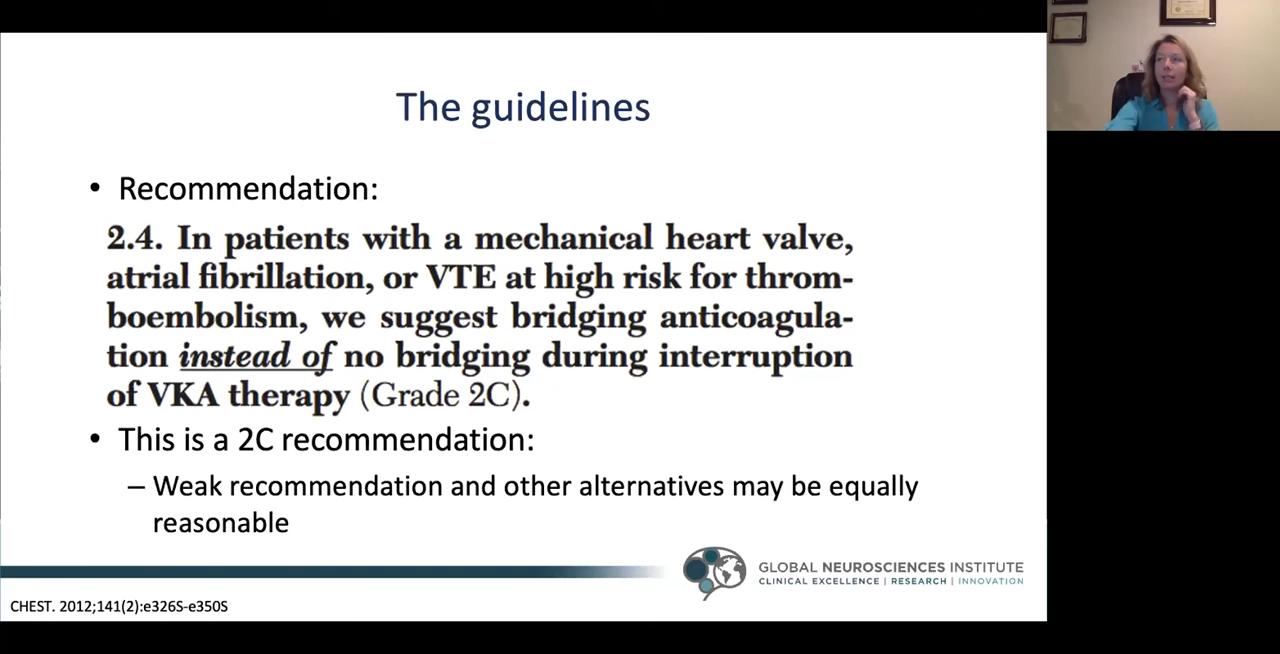 The guidelines
• Recommendation:
2.4. In patients with a mechanical heart valve,
atrial fibrillation, or VTE at high risk for throm-
boembolism, we suggest bridging anticoagula-
tion instead of no bridging during interruption
of VKA therapy (Grade 2C).
• This is a 2C recommendation:
– Weak recommendation and other alternatives may be equally
reasonable
GLOBAL NEUROSCIENCES INSTITUTE
CLINICAL EXCELLENCE | RESEARCH | INNOVATION
CHEST. 2012;141(2):e326S-e350S